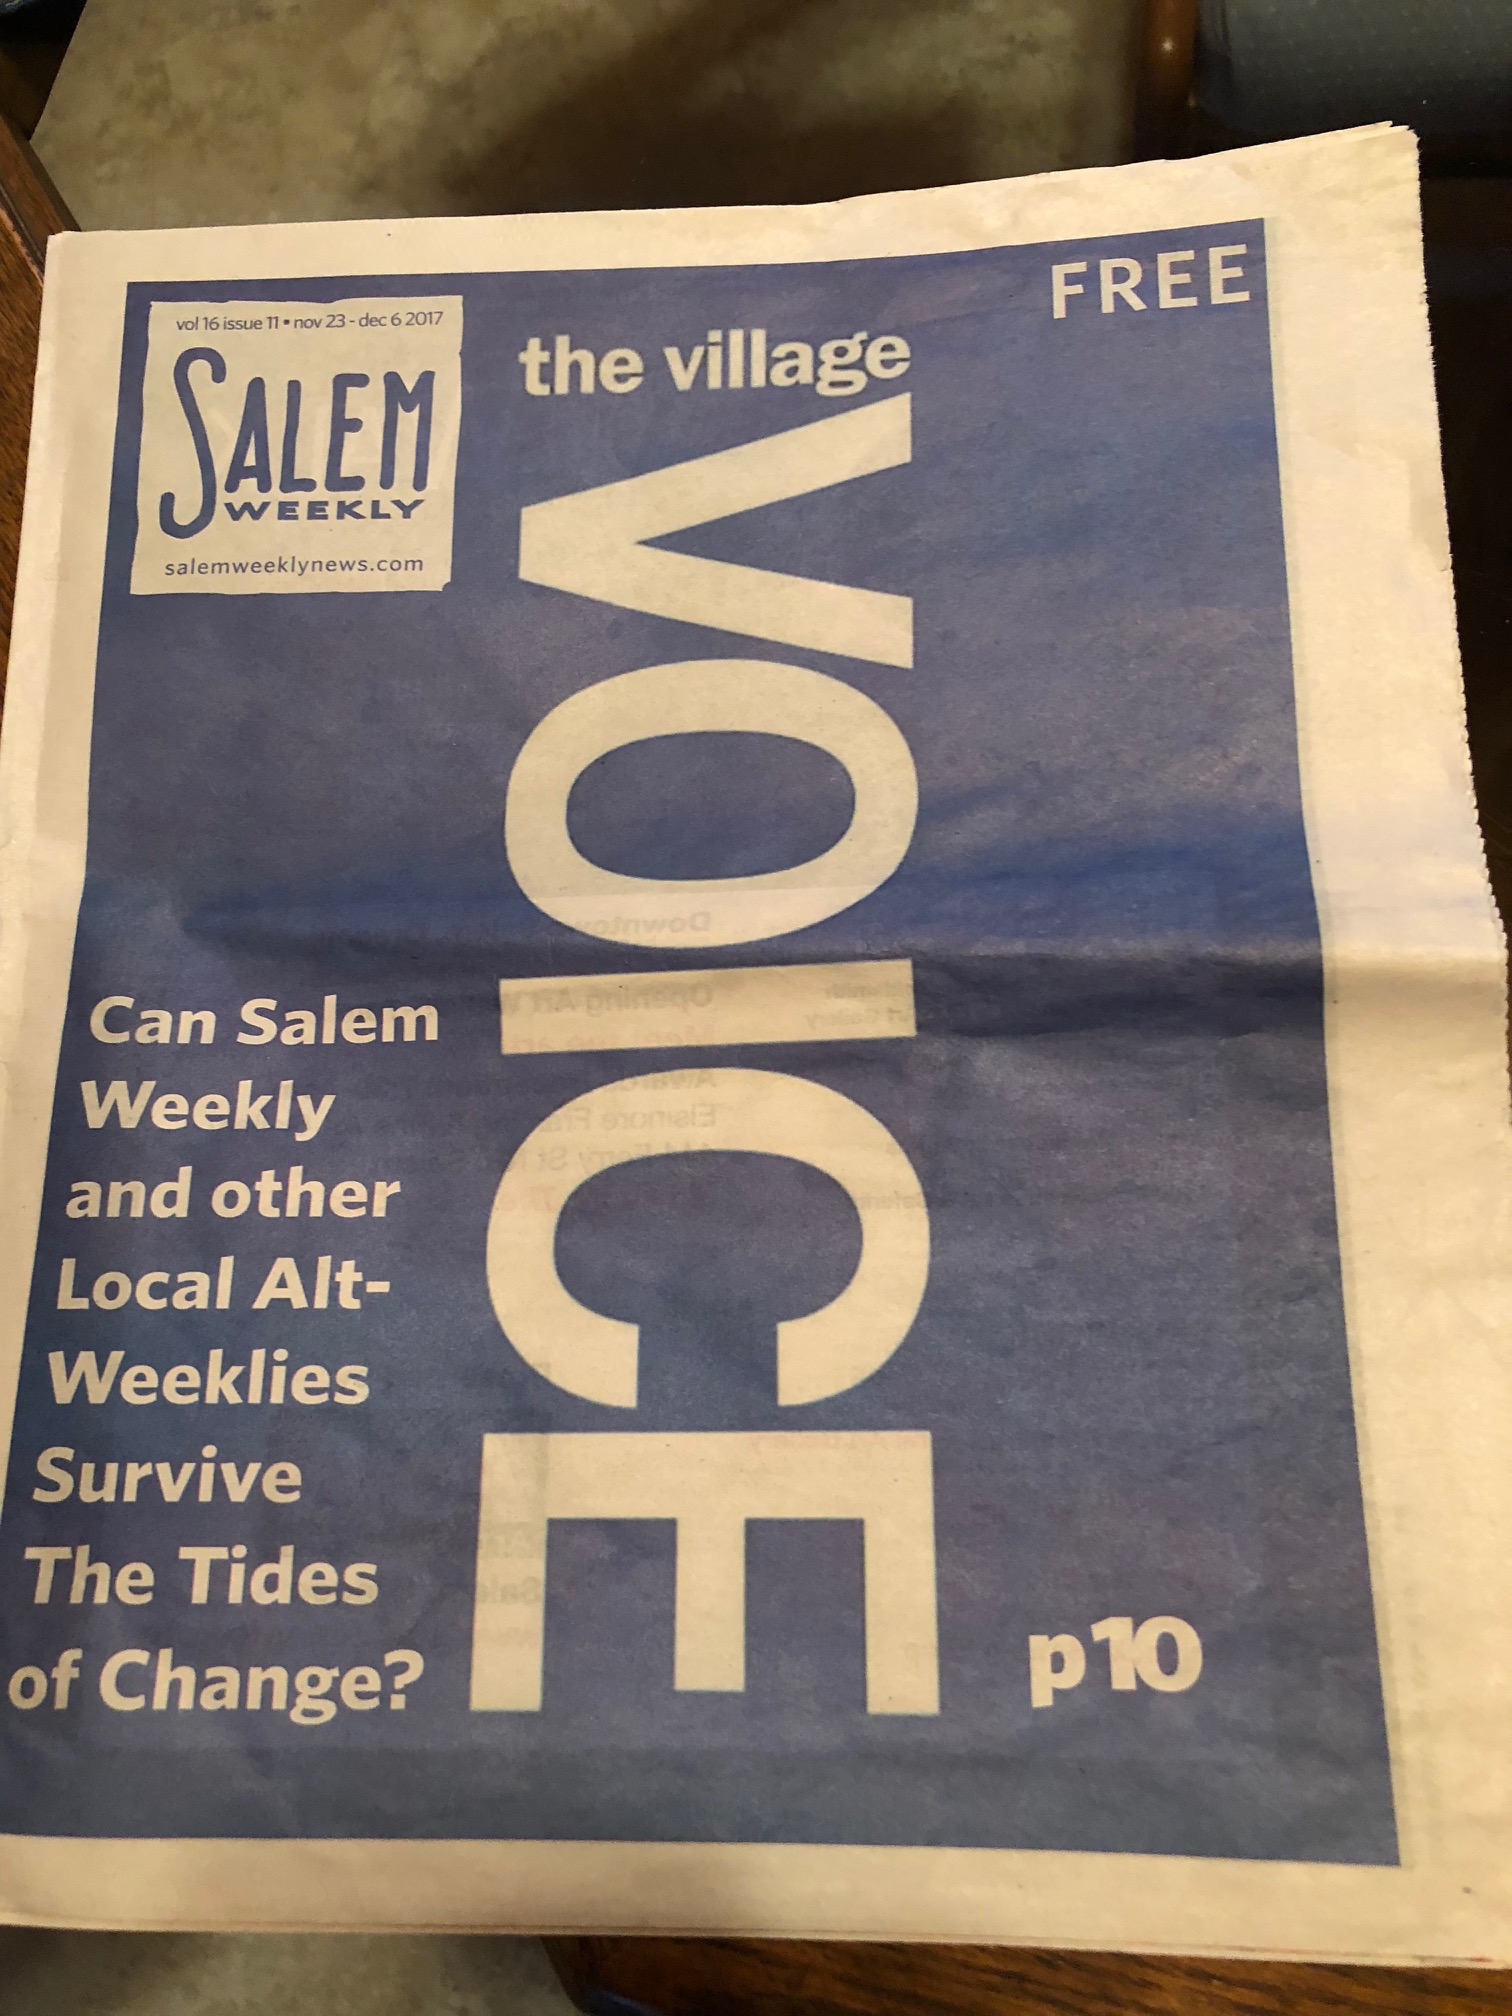 FREE
vol 16 issue 11 • nov 23 - dec 6 2017
SALEM
WEEKLY
salemweeklynews.com
the village
VOICE
Can Salem
Weekly
and other
Local Alt-
Weeklies
Survive
The Tides
of Change?
p10